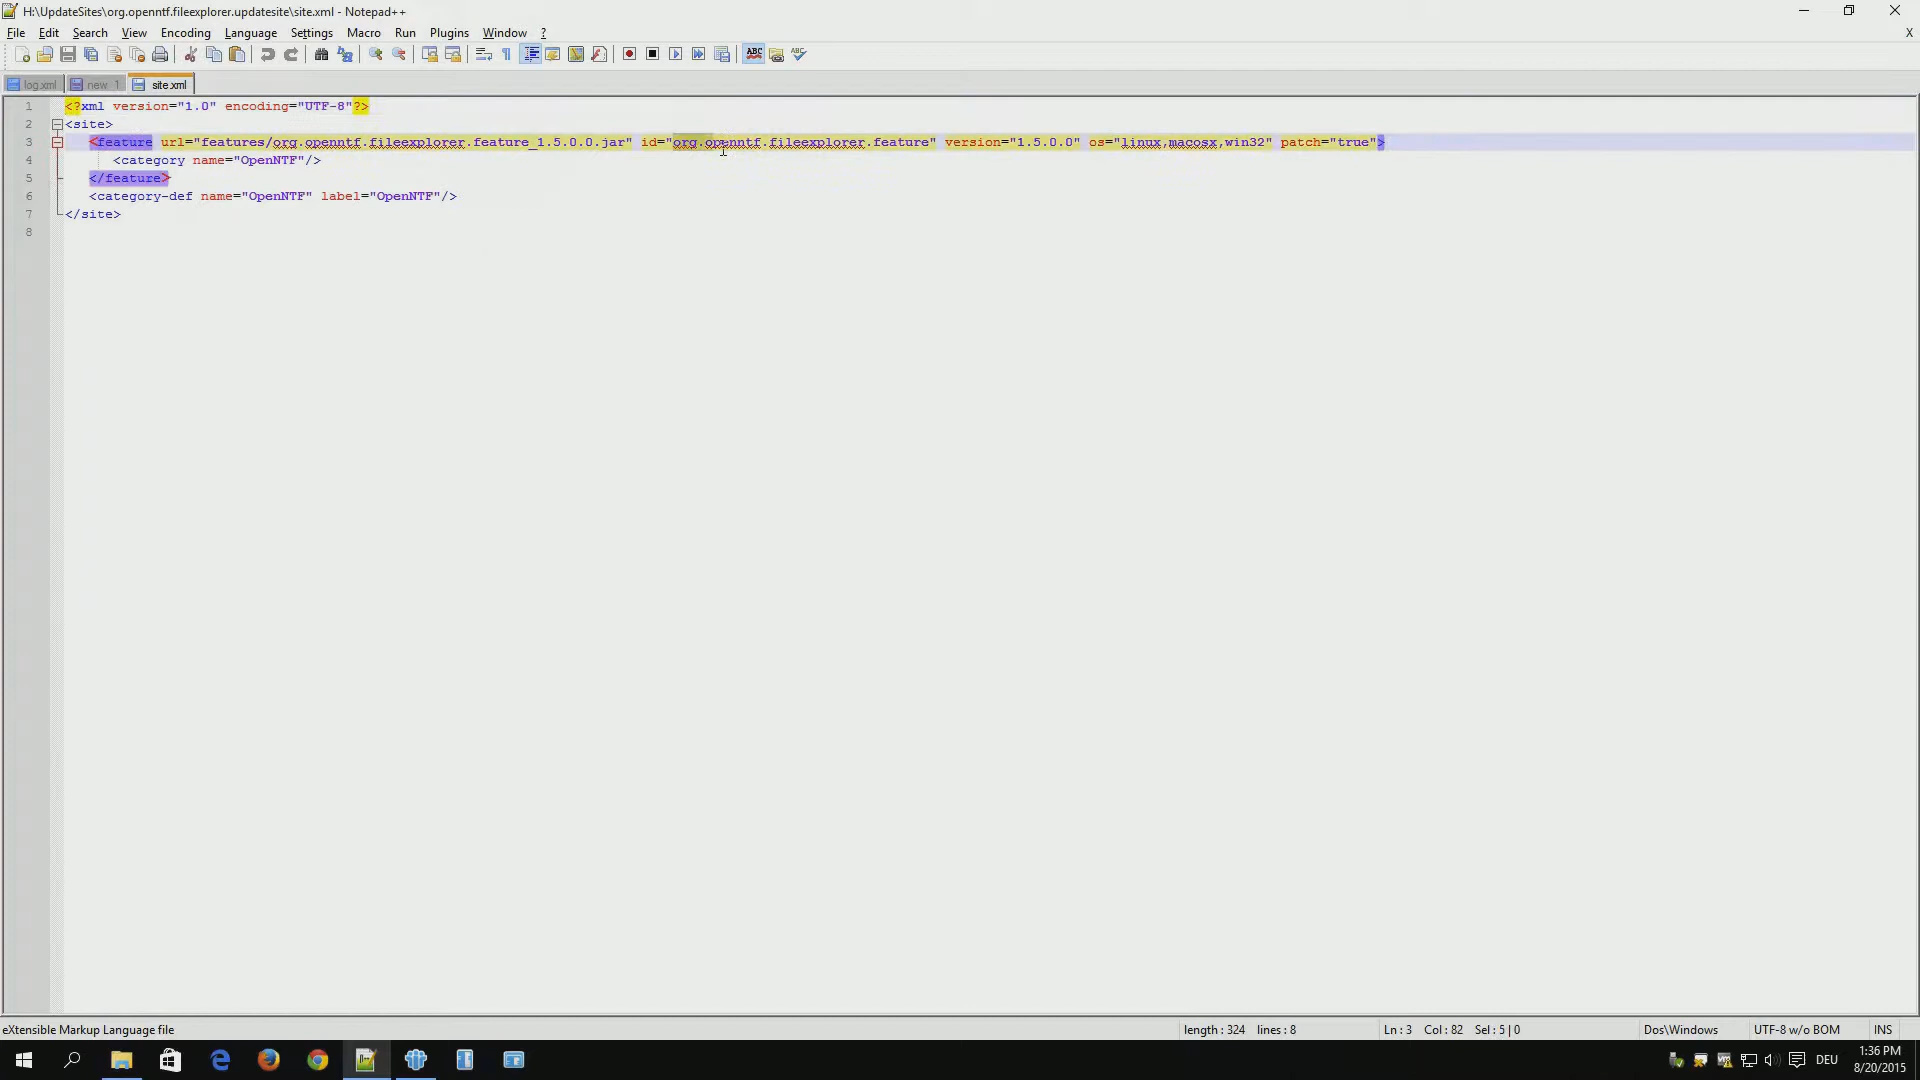 H:\UpdateSites\org.openntf.fileexplorer.updatesite\site.xml - Notepad++
File Edit Search View Encoding Language Settings Macro Run Plugins Window ? X
log.xml new 1 site.xml
1 <?xml version="1.0" encoding="UTF-8"?>
2 <site>
3 <feature url="features/org.openntf.fileexplorer.feature_1.5.0.0.jar" id="org.openntf.fileexplorer.feature" version="1.5.0.0" os="linux,macosx,win32" patch="true">
4 <category name="OpenNTF"/>
5 </feature>
6 <category-def name="OpenNTF" label="OpenNTF"/>
7 </site>
8
eXtensible Markup Language file length : 324 lines : 8 Ln : 3 Col : 82 Sel : 5 | 0 Dos\Windows UTF-8 w/o BOM INS
DEU 1:36 PM
8/20/2015